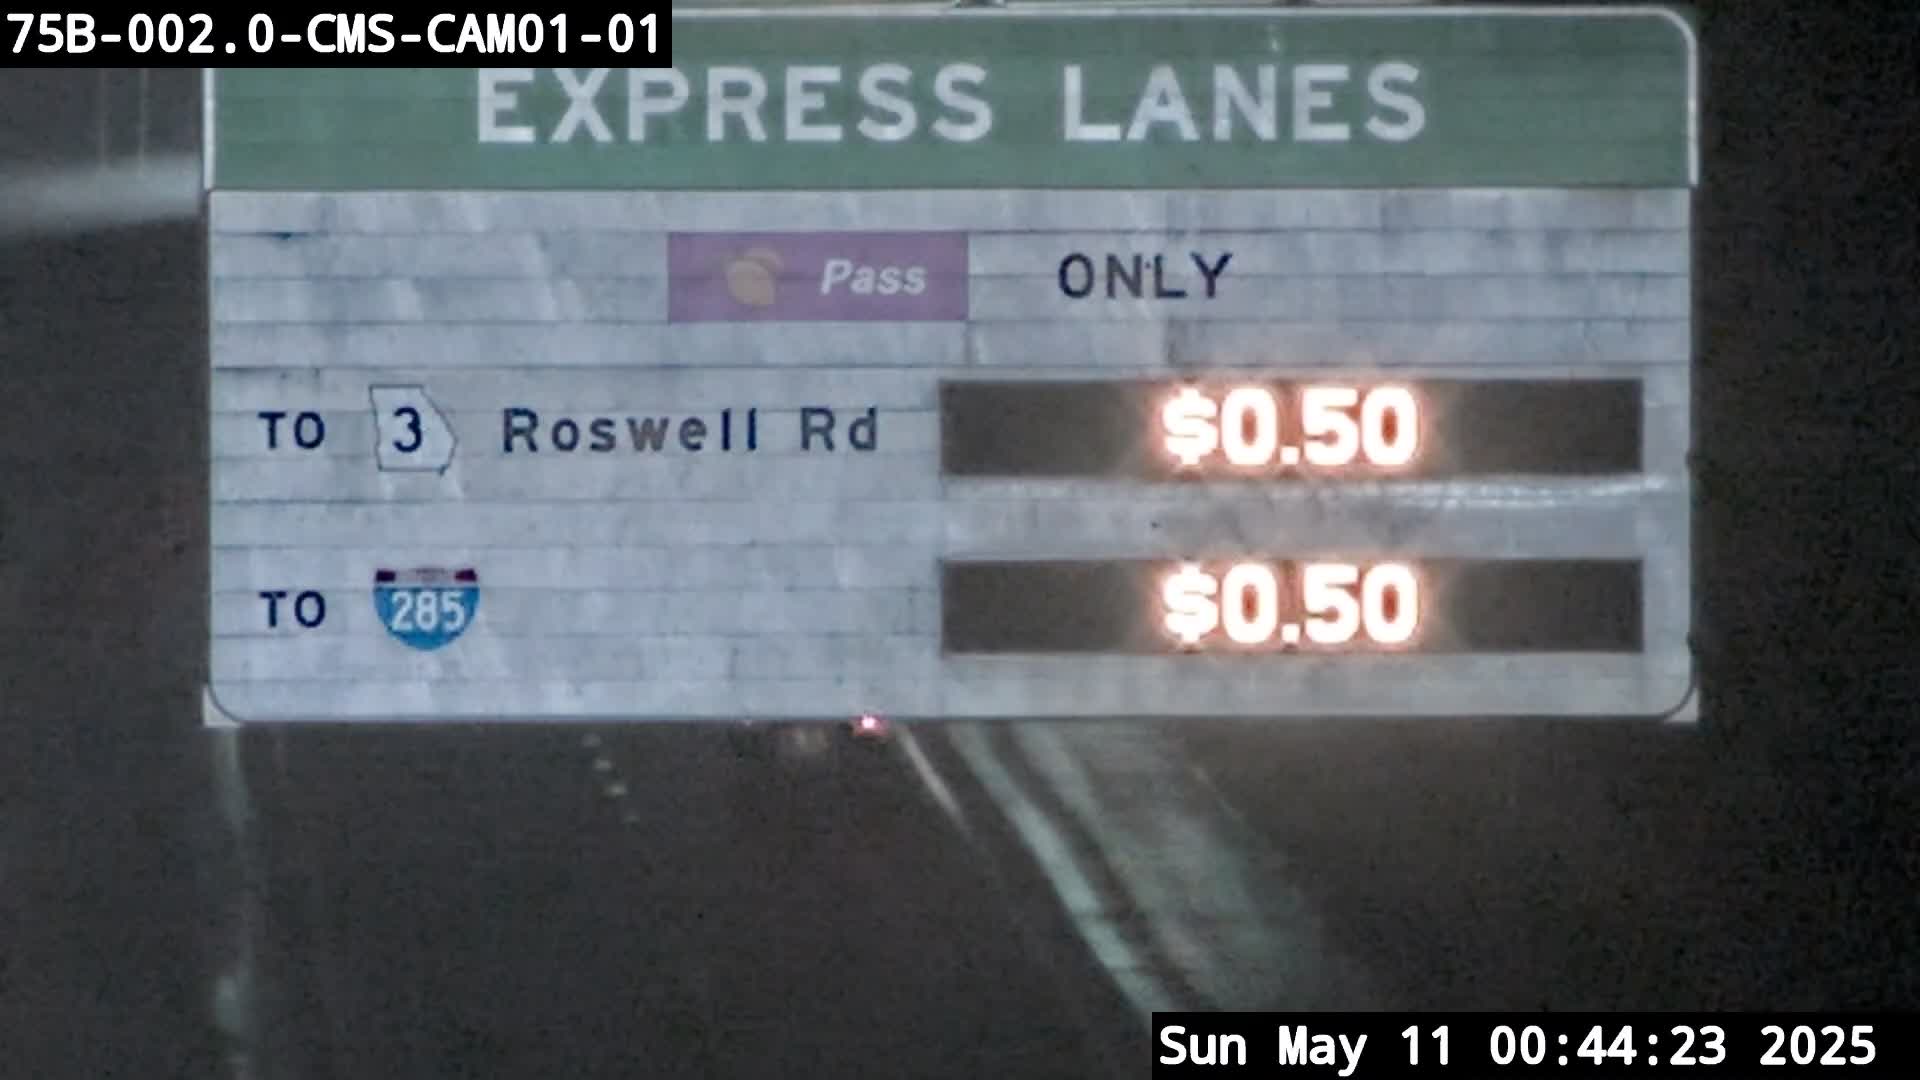 75B-002.0-CMS-CAM01-01
EXPRESS LANES
Pass ONLY
TO 3 Roswell Rd $0.50
TO 285 $0.50
Sun May 11 00:44:23 2025